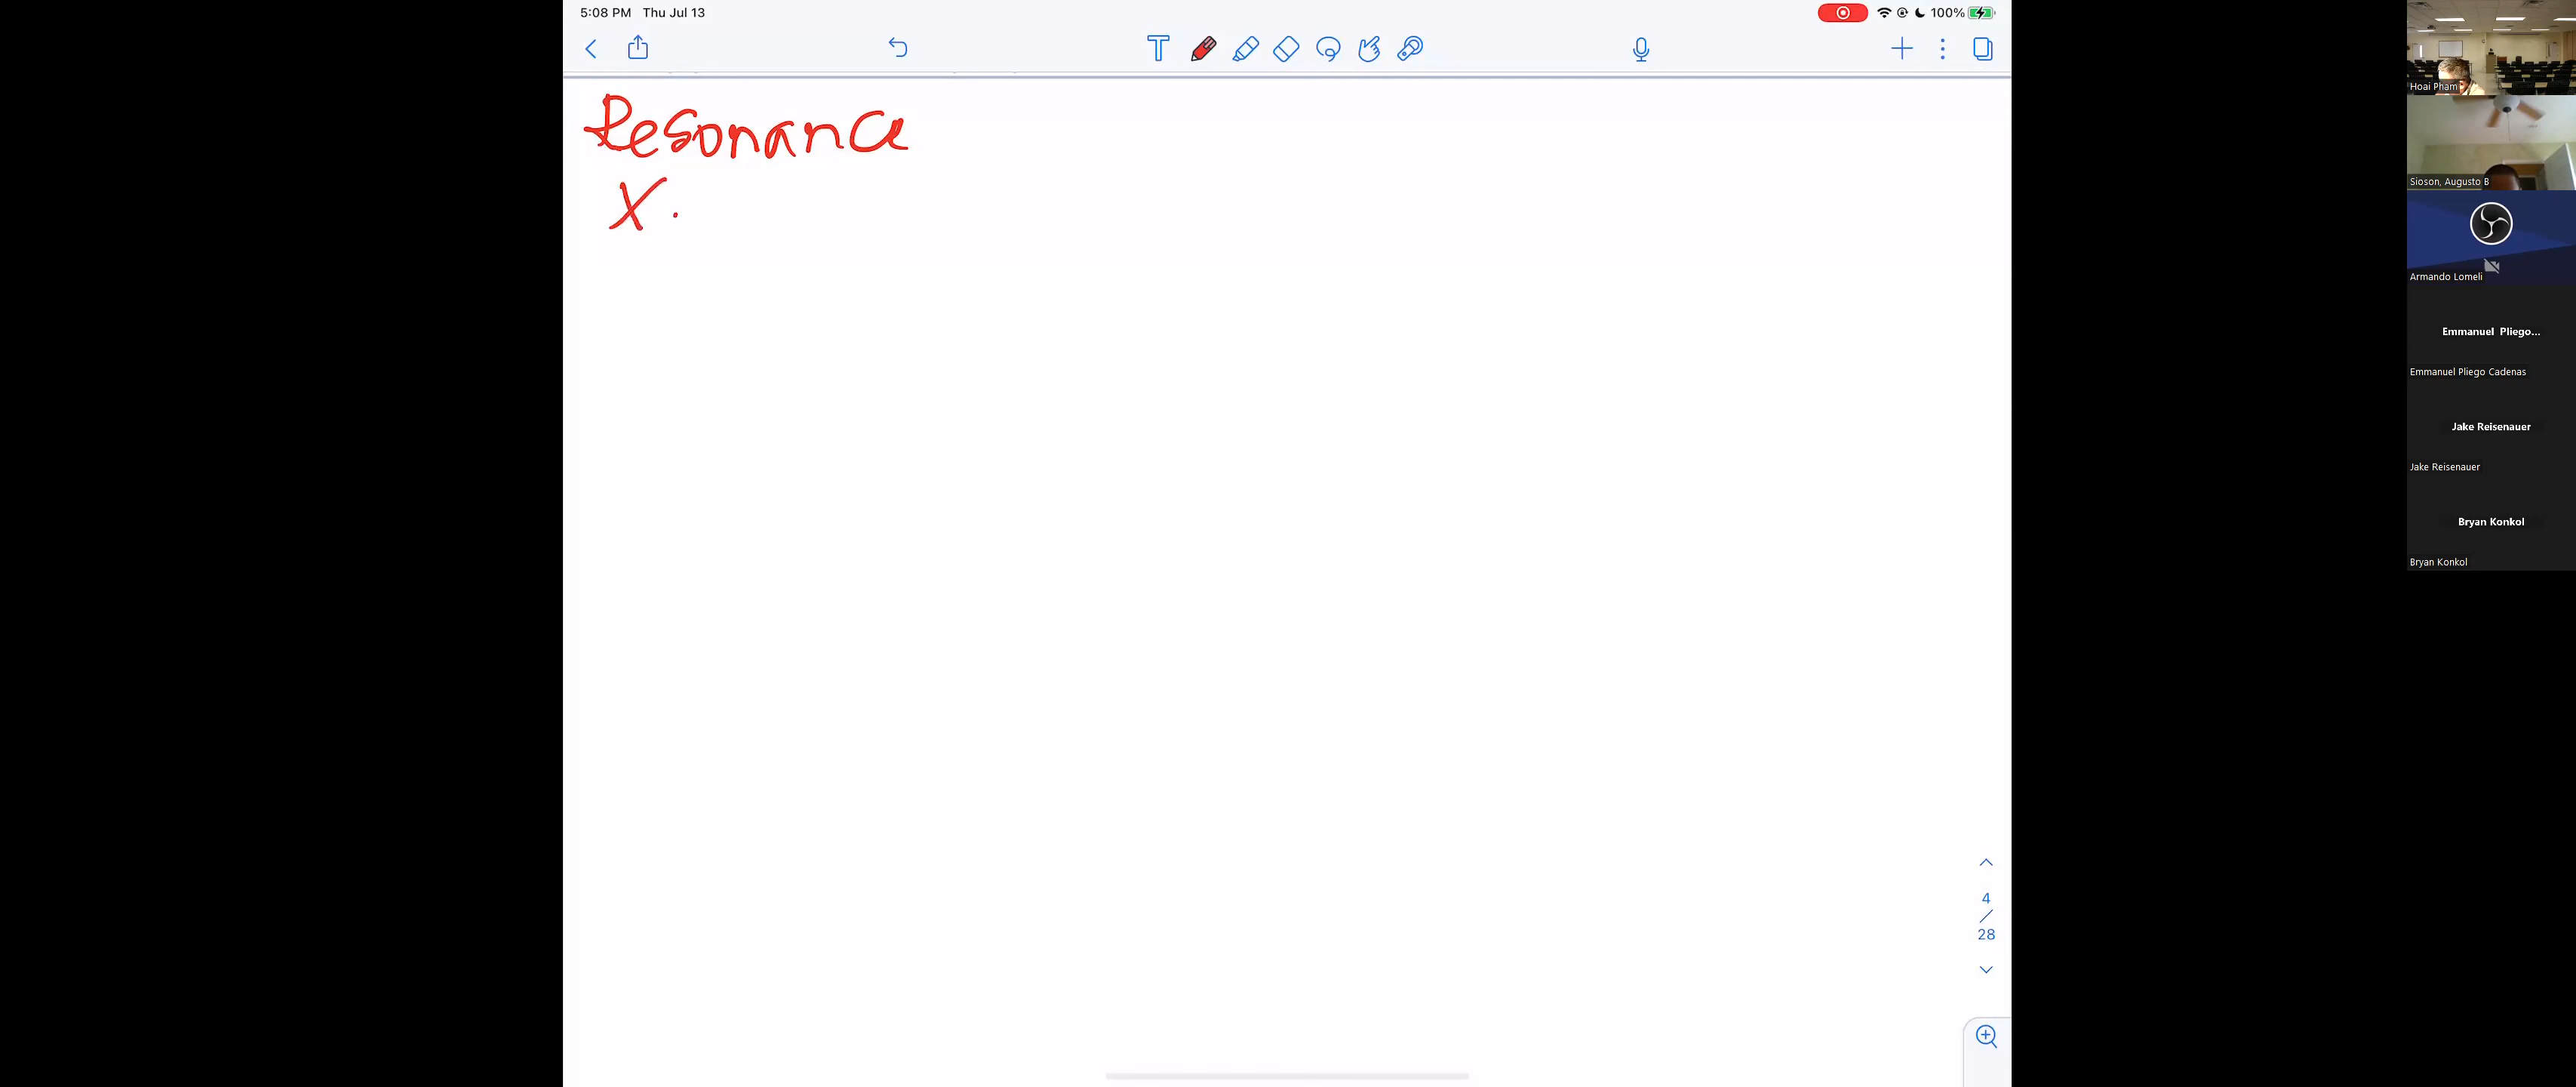 5:08 PM Thu Jul 13
100%
Resonance
X.
4
/
28
Hoai Pham
Sioson, Augusto B
Armando Lomeli
Emmanuel Pliego...
Emmanuel Pliego Cadenas
Jake Reisenauer
Jake Reisenauer
Bryan Konkol
Bryan Konkol